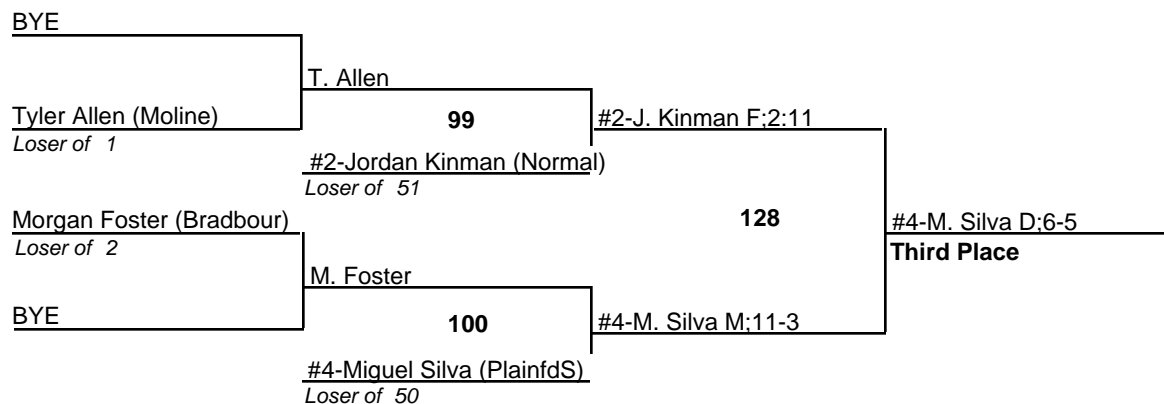 BYE
T. Allen
Tyler Allen (Moline)
Loser of 1
99
#2-J. Kinman F;2:11
#2-Jordan Kinman (Normal)
Loser of 51
Morgan Foster (Bradbour)
Loser of 2
128
#4-M. Silva D;6-5
Third Place
M. Foster
BYE
100
#4-M. Silva M;11-3
#4-Miguel Silva (PlainfdS)
Loser of 50